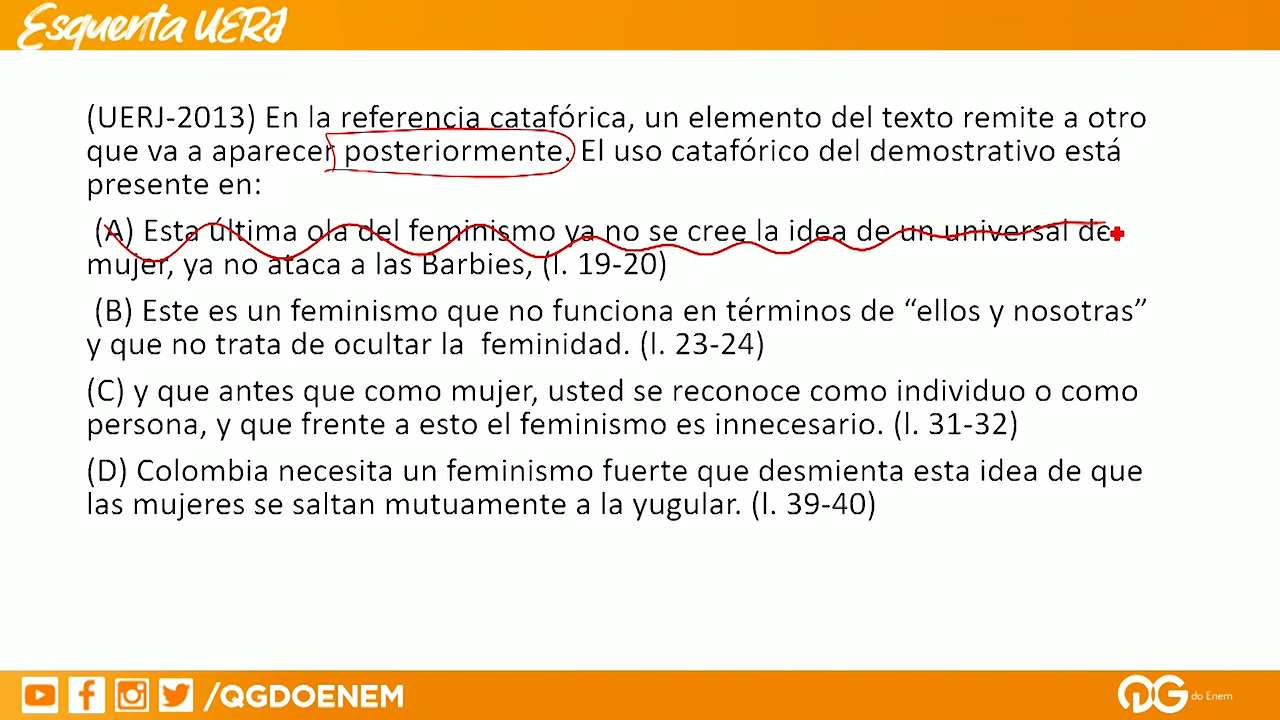 Esquenta UERJ
(UERJ-2013) En la referencia catafórica, un elemento del texto remite a otro
que va a aparecer posteriormente. El uso catafórico del demostrativo está
presente en:
(A) Esta última ola del feminismo ya no se cree la idea de un universal de
mujer, ya no ataca a las Barbies, (l. 19-20)
(B) Este es un feminismo que no funciona en términos de “ellos y nosotras”
y que no trata de ocultar la feminidad. (l. 23-24)
(C) y que antes que como mujer, usted se reconoce como individuo o como
persona, y que frente a esto el feminismo es innecesario. (l. 31-32)
(D) Colombia necesita un feminismo fuerte que desmienta esta idea de que
las mujeres se saltan mutuamente a la yugular. (l. 39-40)
/QGDOENEM
QG do Enem